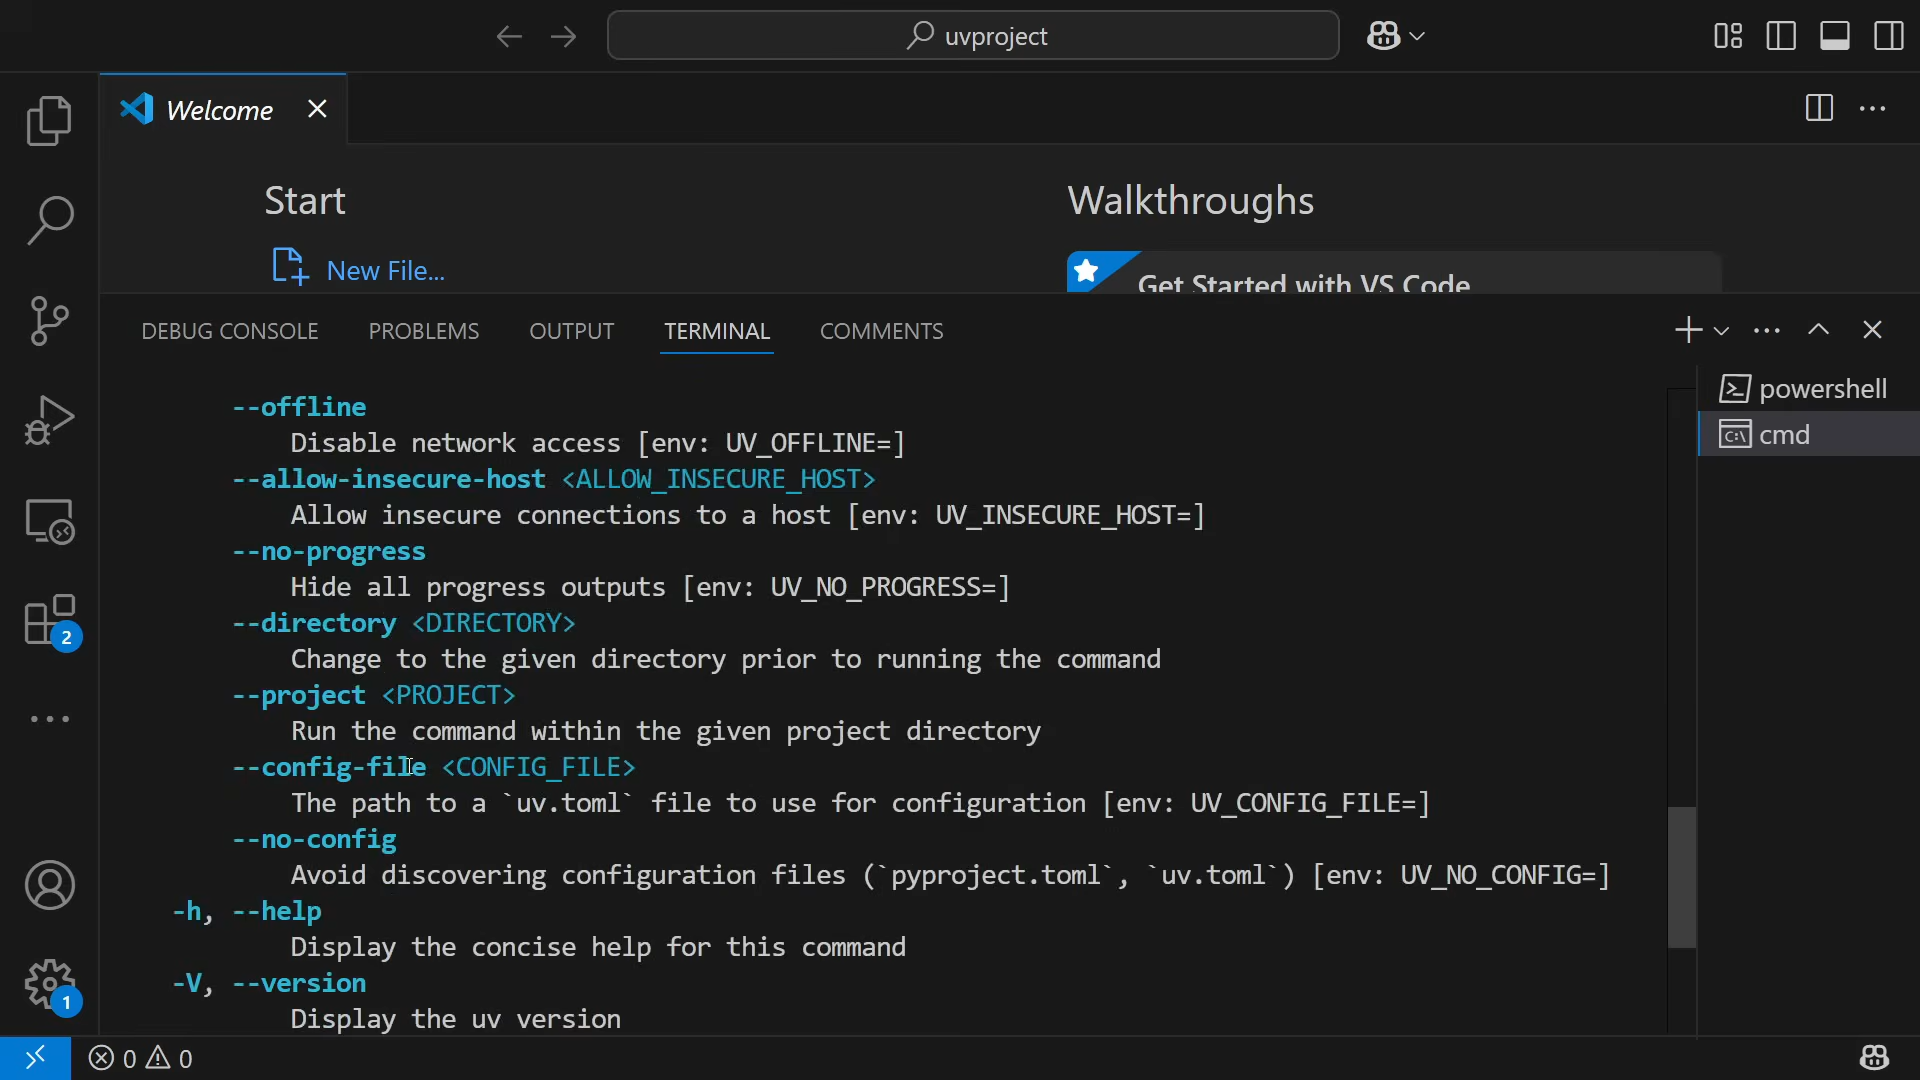 uvproject
Welcome
Start
Walkthroughs
New File...
Get Started with VS Code
DEBUG CONSOLE PROBLEMS OUTPUT TERMINAL COMMENTS
powershell
cmd
--offline
Disable network access [env: UV_OFFLINE=]
--allow-insecure-host <ALLOW_INSECURE_HOST>
Allow insecure connections to a host [env: UV_INSECURE_HOST=]
--no-progress
Hide all progress outputs [env: UV_NO_PROGRESS=]
--directory <DIRECTORY>
Change to the given directory prior to running the command
--project <PROJECT>
Run the command within the given project directory
--config-file <CONFIG_FILE>
The path to a `uv.toml` file to use for configuration [env: UV_CONFIG_FILE=]
--no-config
Avoid discovering configuration files (`pyproject.toml`, `uv.toml`) [env: UV_NO_CONFIG=]
-h, --help
Display the concise help for this command
-V, --version
Display the uv version
2
1
0 0